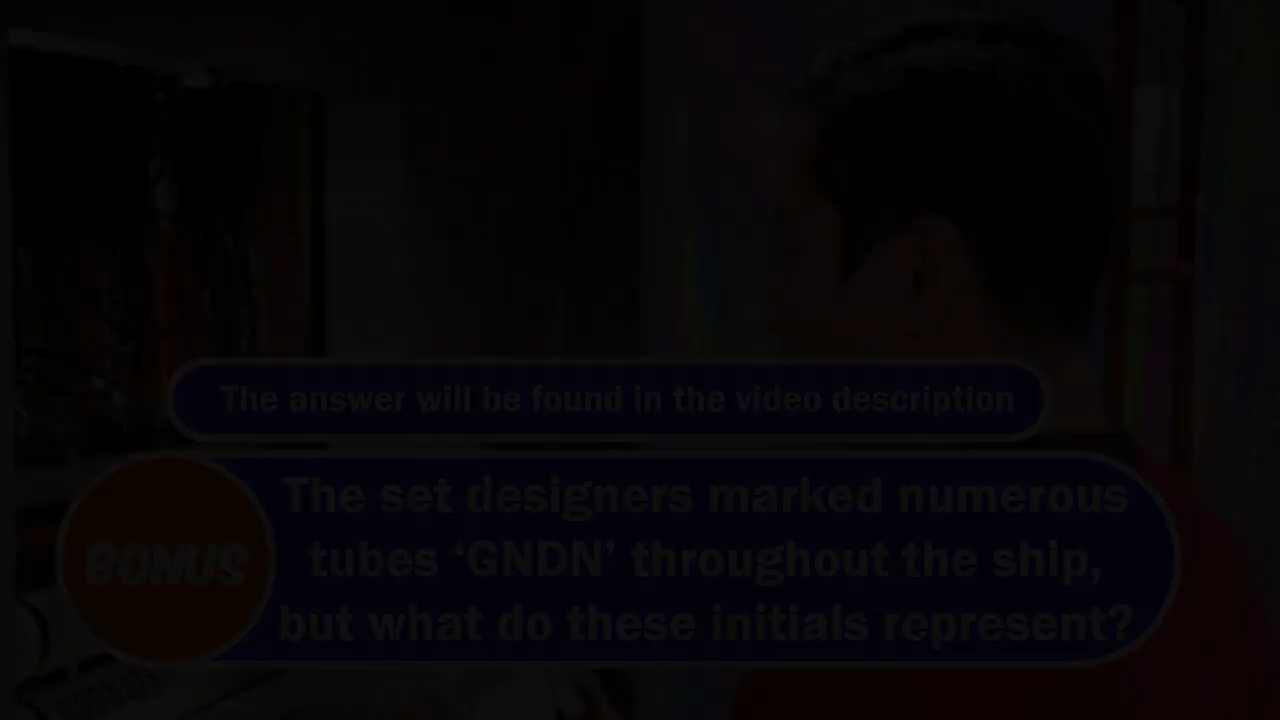 The answer will be found in the video description
The set designers marked numerous
tubes ‘GNDN’ throughout the ship,
but what do these initials represent?
BONUS